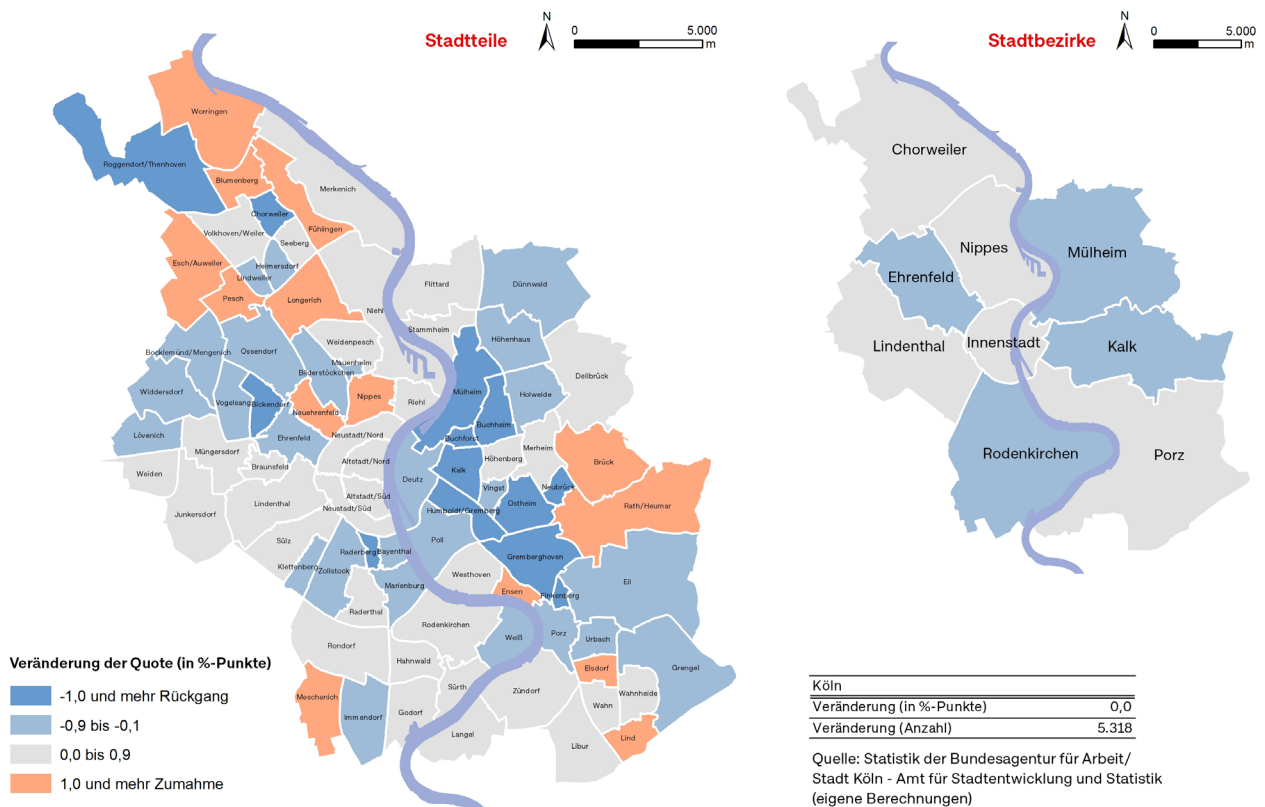 Stadtteile
N
0
5.000
m
Stadtbezirke
N
0
5.000
m
Worringen
Roggendorf/Thenhoven
Blumenberg
Merkenich
Chorweiler
Fühlingen
Volkhoven/Weiler
Seeberg
Esch/Auweiler
Heimersdorf
Lindweiler
Pesch
Longerich
Flittard
Dünnwald
Niehl
Stammheim
Weidenpesch
Höhenhaus
Bocklemünd/Mengenich
Ossendorf
Mauenheim
Bilderstöckchen
Dellbrück
Widdersdorf
Vogelsang
Bickendorf
Nippes
Riehl
Mülheim
Holweide
Neuehrenfeld
Buchheim
Lövenich
Ehrenfeld
Neustadt/Nord
Buchforst
Müngersdorf
Merheim
Weiden
Braunsfeld
Altstadt/Nord
Kalk
Höhenberg
Brück
Deutz
Vingst
Neubrück
Lindenthal
Altstadt/Süd
Neustadt/Süd
Ostheim
Rath/Heumar
Junkersdorf
Humboldt/Gremberg
Sülz
Raderberg
Bayenthal
Poll
Gremberghoven
Klettenberg
Zollstock
Westhoven
Marienburg
Eil
Ensen
Finkenberg
Raderthal
Rodenkirchen
Weiß
Porz
Urbach
Rondorf
Hahnwald
Elsdorf
Grengel
Meschenich
Sürth
Zündorf
Wahnheide
Immendorf
Godorf
Wahn
Langel
Lind
Libur
Chorweiler
Nippes
Mülheim
Ehrenfeld
Lindenthal
Innenstadt
Kalk
Rodenkirchen
Porz
Veränderung der Quote (in %-Punkte)
-1,0 und mehr Rückgang
-0,9 bis -0,1
0,0 bis 0,9
1,0 und mehr Zumahme
Köln
Veränderung (in %-Punkte) 0,0
Veränderung (Anzahl) 5.318
Quelle: Statistik der Bundesagentur für Arbeit/
Stadt Köln - Amt für Stadtentwicklung und Statistik
(eigene Berechnungen)